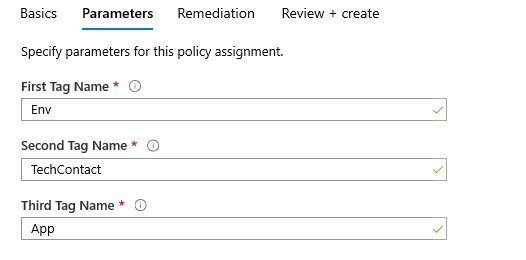 Basics Parameters Remediation Review + create
Specify parameters for this policy assignment.
First Tag Name *
Env
Second Tag Name *
TechContact
Third Tag Name *
App